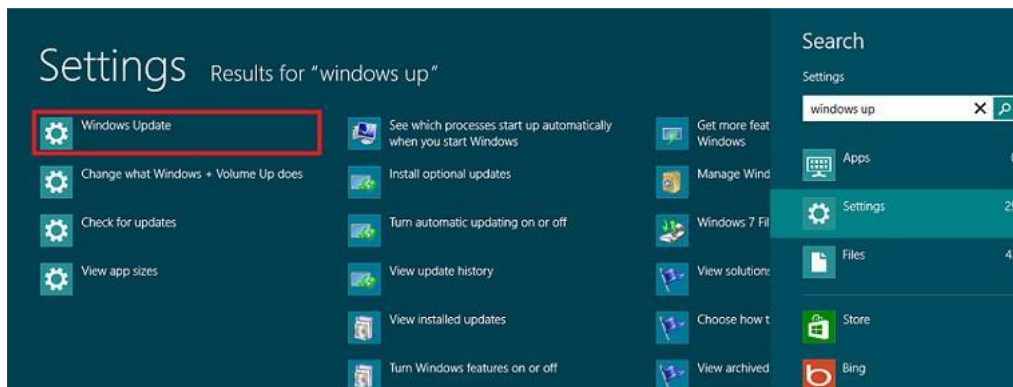 Settings Results for "windows up"
Windows Update
Change what Windows + Volume Up does
Check for updates
View app sizes
See which processes start up automatically
when you start Windows
Install optional updates
Turn automatic updating on or off
View update history
View installed updates
Turn Windows features on or off
Get more feat
Windows
Manage Wind
Windows 7 Fil
View solution
Choose how t
View archived
Search
Settings
windows up
Apps
Settings
Files
Store
Bing